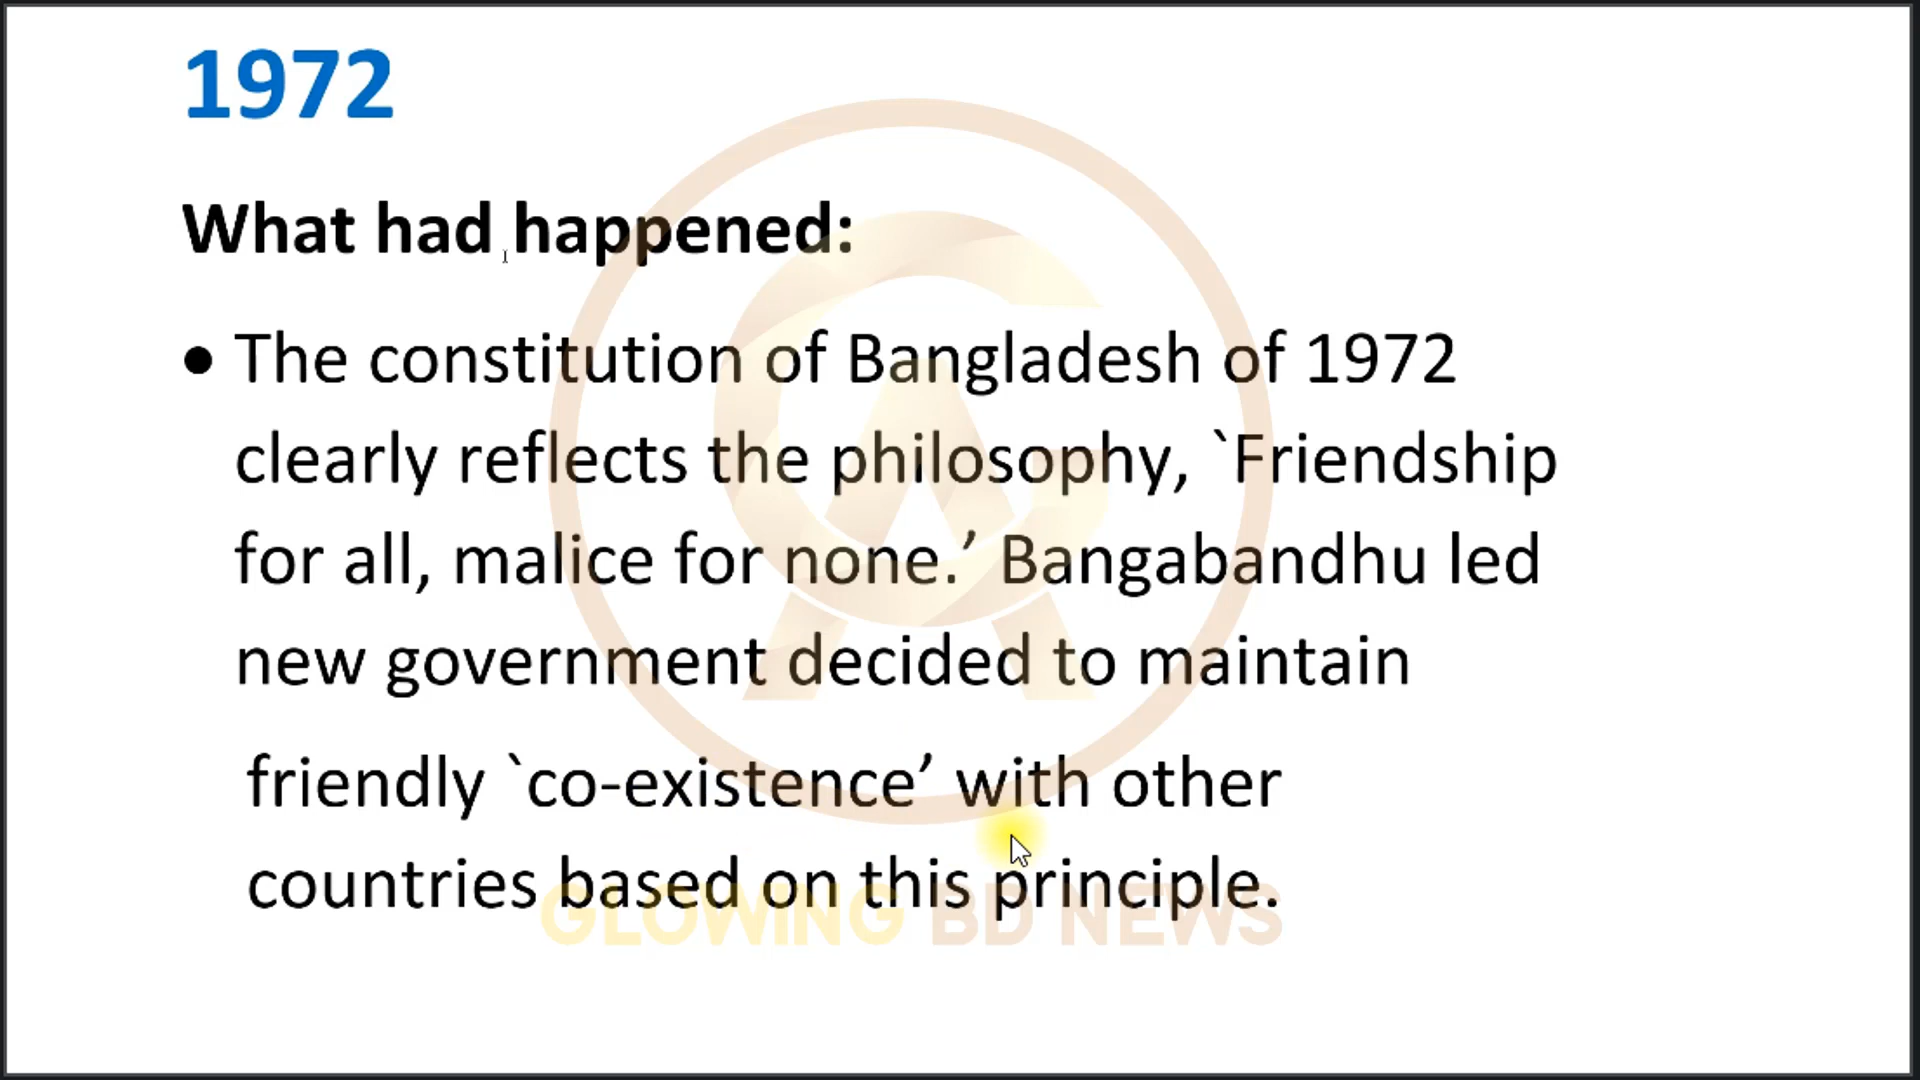 1972
What had happened:
• The constitution of Bangladesh of 1972
clearly reflects the philosophy, `Friendship
for all, malice for none.’ Bangabandhu led
new government decided to maintain
friendly `co-existence’ with other
countries based on this principle.
GLOWING BD NEWS